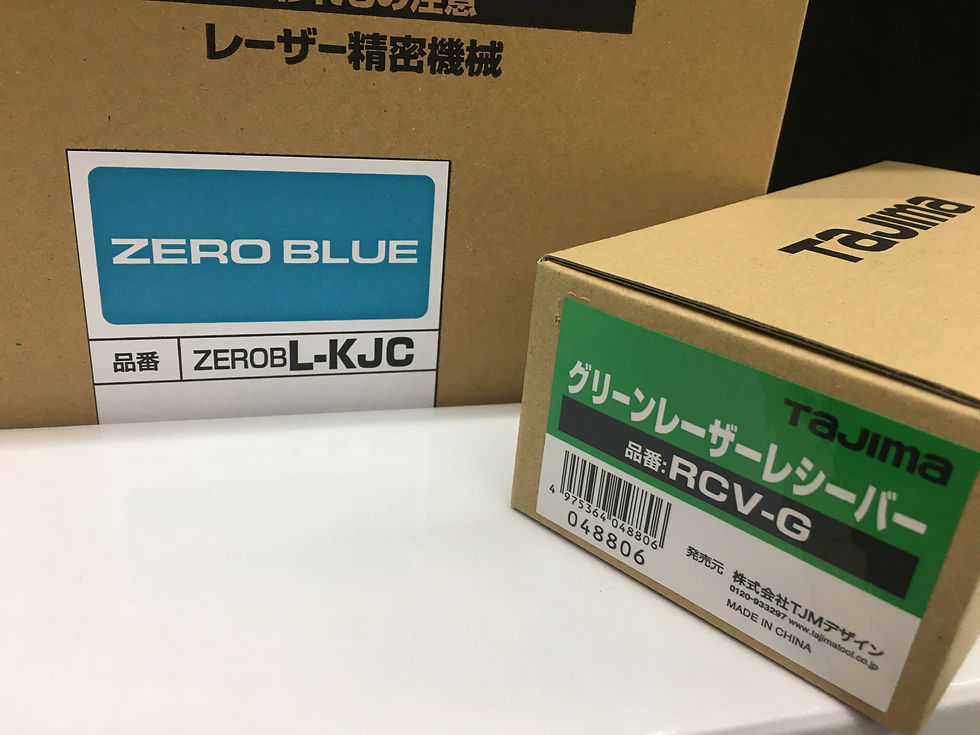 の注意
レーザー精密機械
ZERO BLUE
品番 ZEROBL-KJC
TaJima
TaJima
グリーンレーザーレシーバー
品番:RCV-G
4 975364 048806
048806
発売元 株式会社TJMデザイン
0120-933297 www.tajimatool.co.jp
MADE IN CHINA